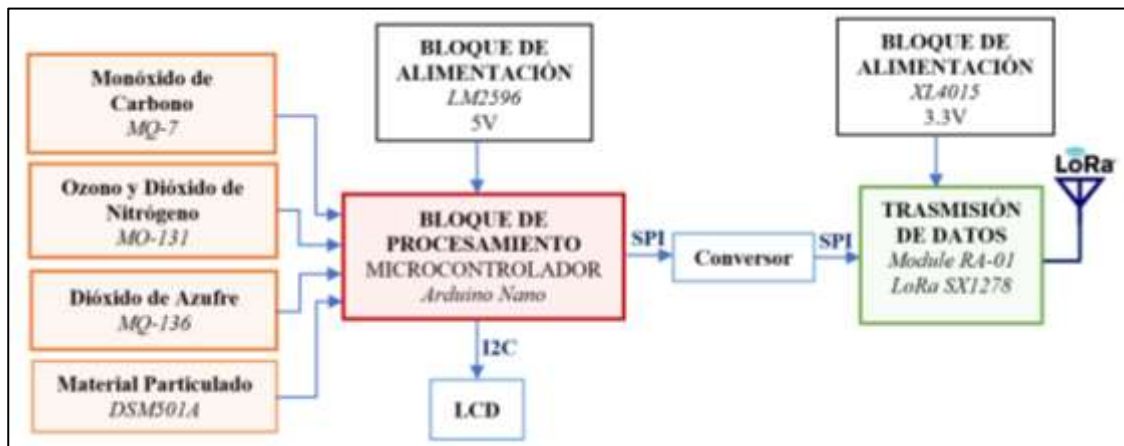 Monóxido de
Carbono
MQ-7
Ozono y Dióxido de
Nitrógeno
MO-131
Dióxido de Azufre
MQ-136
Material Particulado
DSM501A
BLOQUE DE
ALIMENTACIÓN
LM2596
5V
BLOQUE DE
PROCESAMIENTO
MICROCONTROLADOR
Arduino Nano
I2C
LCD
SPI
Conversor
SPI
BLOQUE DE
ALIMENTACIÓN
XL4015
3.3V
TRASMISIÓN
DE DATOS
Module RA-01
LoRa SX1278
LoRa